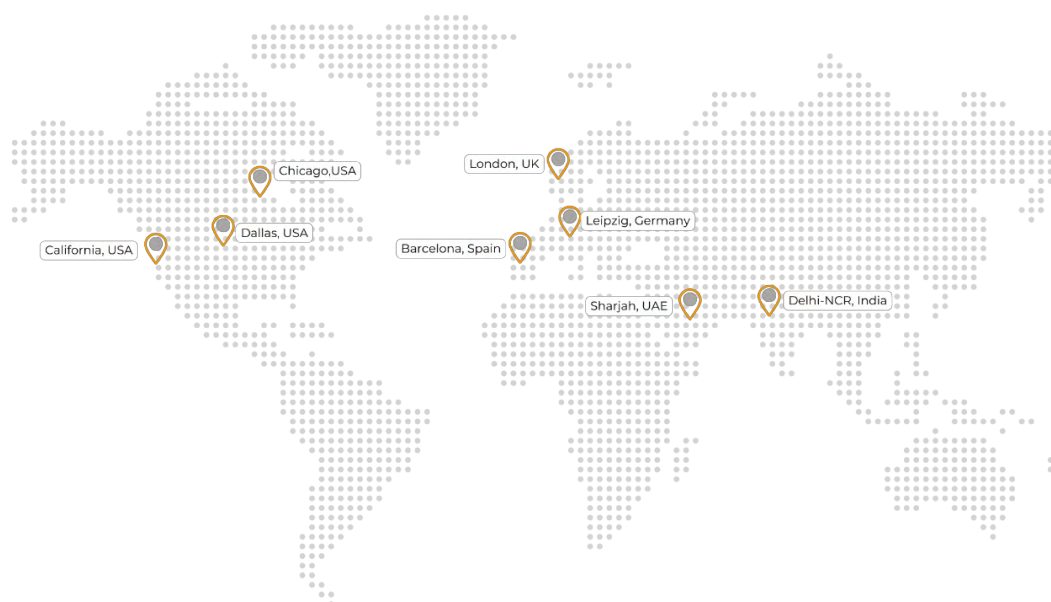 Chicago,USA
London, UK
Leipzig, Germany
Dallas, USA
California, USA
Barcelona, Spain
Sharjah, UAE
Delhi-NCR, India